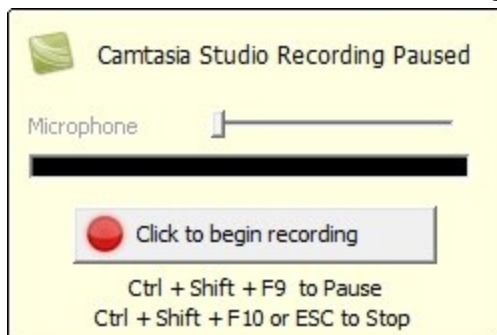 Camtasia Studio Recording Paused
Microphone
Click to begin recording
Ctrl + Shift + F9 to Pause
Ctrl + Shift + F10 or ESC to Stop